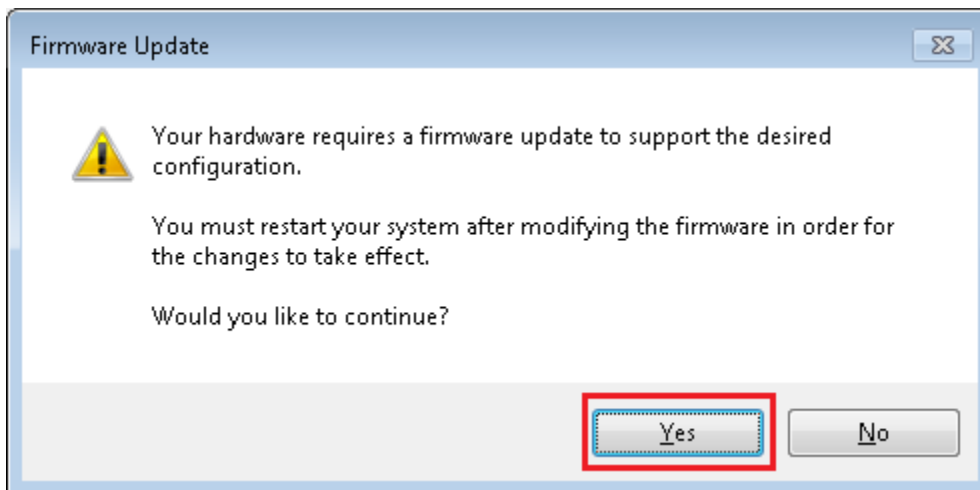 Firmware Update
Your hardware requires a firmware update to support the desired
configuration.
You must restart your system after modifying the firmware in order for
the changes to take effect.
Would you like to continue?
Yes
No